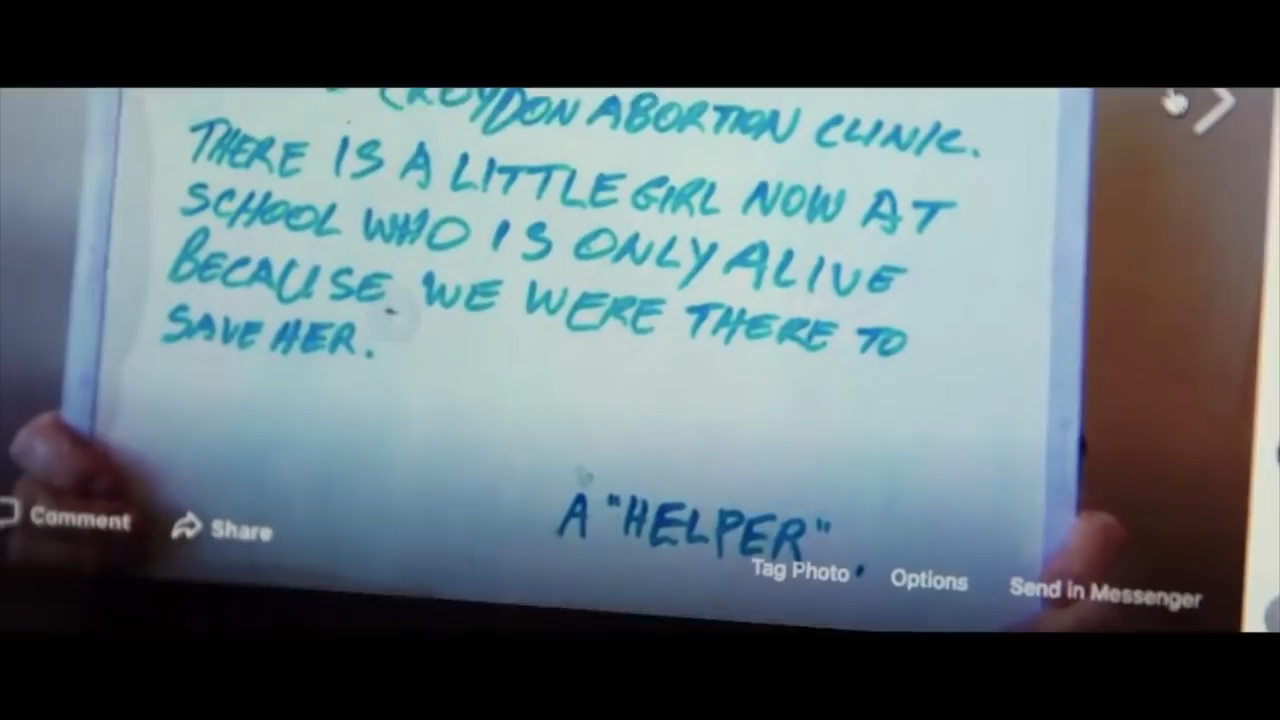 CROYDON ABORTION CLINIC.
THERE IS A LITTLE GIRL NOW AT
SCHOOL WHO IS ONLY ALIVE
BECAUSE WE WERE THERE TO
SAVE HER.
A "HELPER"
Comment Share
Tag Photo Options Send in Messenger